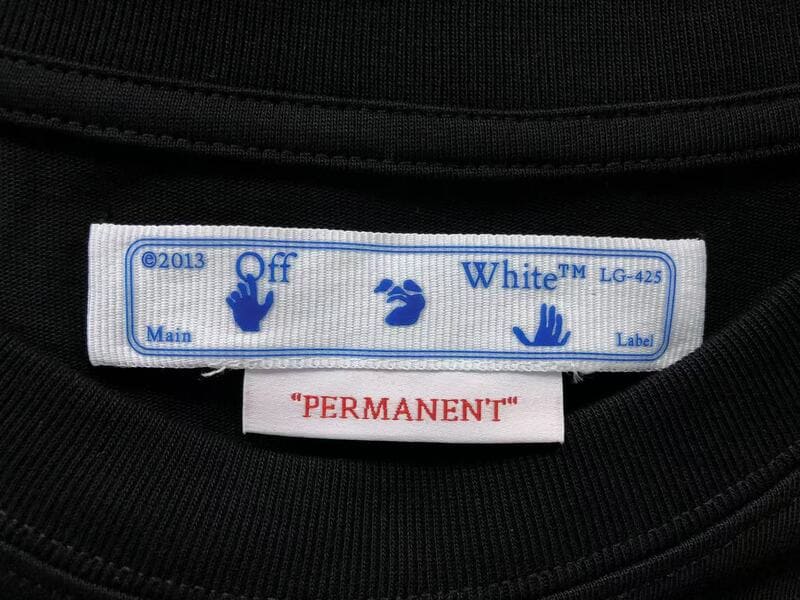 ©2013 Off White™ LG-425
Main Label
“PERMANENT“